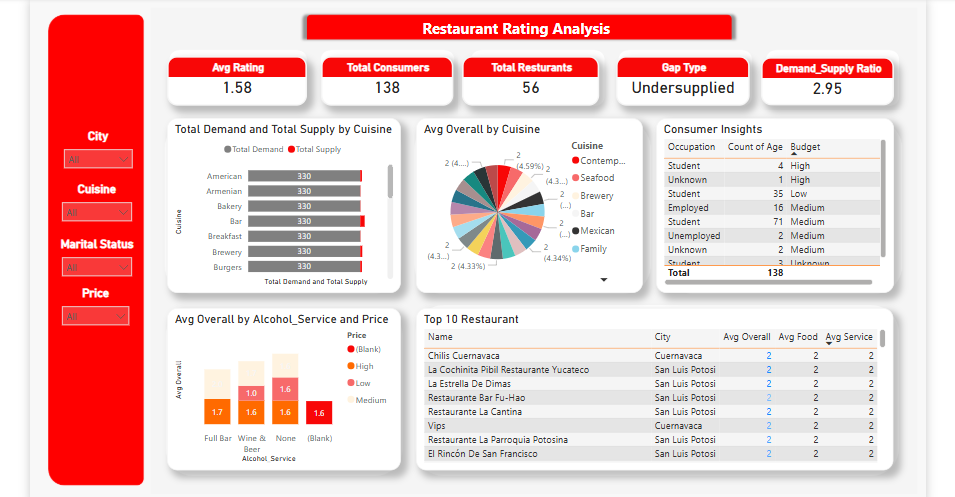 Restaurant Rating Analysis
City
All
Cuisine
All
Marital Status
All
Price
All
Avg Rating
1.58
Total Consumers
138
Total Resturants
56
Gap Type
Undersupplied
Demand_Supply Ratio
2.95
Total Demand and Total Supply by Cuisine
Total Demand Total Supply
Cuisine
American 330
Armenian 330
Bakery 330
Bar 330
Breakfast 330
Brewery 330
Burgers 330
Total Demand and Total Supply
Avg Overall by Cuisine
2 (4....)
2 (4.59%)
2 (4.3...)
2 (...)
2 (...)
2 (4.34%)
2 (4.33%)
2 (4.3...)
Cuisine
Contemp...
Seafood
Brewery
Bar
Mexican
Family
Consumer Insights
Occupation Count of Age Budget
Student 4 High
Unknown 1 High
Student 35 Low
Employed 16 Medium
Student 71 Medium
Unemployed 2 Medium
Unknown 2 Medium
Student 3 Unknown
Total 138
Avg Overall by Alcohol_Service and Price
Price
(Blank)
High
Low
Medium
Avg Overall
1.0 1.6
1.7 1.6 1.6 1.6
Full Bar Wine & Beer None (Blank)
Alcohol_Service
Top 10 Restaurant
Name City Avg Overall Avg Food Avg Service
Chilis Cuernavaca Cuernavaca 2 2 2
La Cochinita Pibil Restaurante Yucateco San Luis Potosi 2 2 2
La Estrella De Dimas San Luis Potosi 2 2 2
Restaurante Bar Fu-Hao San Luis Potosi 2 2 2
Restaurante La Cantina San Luis Potosi 2 2 2
Vips Cuernavaca 2 2 2
Restaurante La Parroquia Potosina San Luis Potosi 2 2 2
El Rincón De San Francisco San Luis Potosi 2 2 2